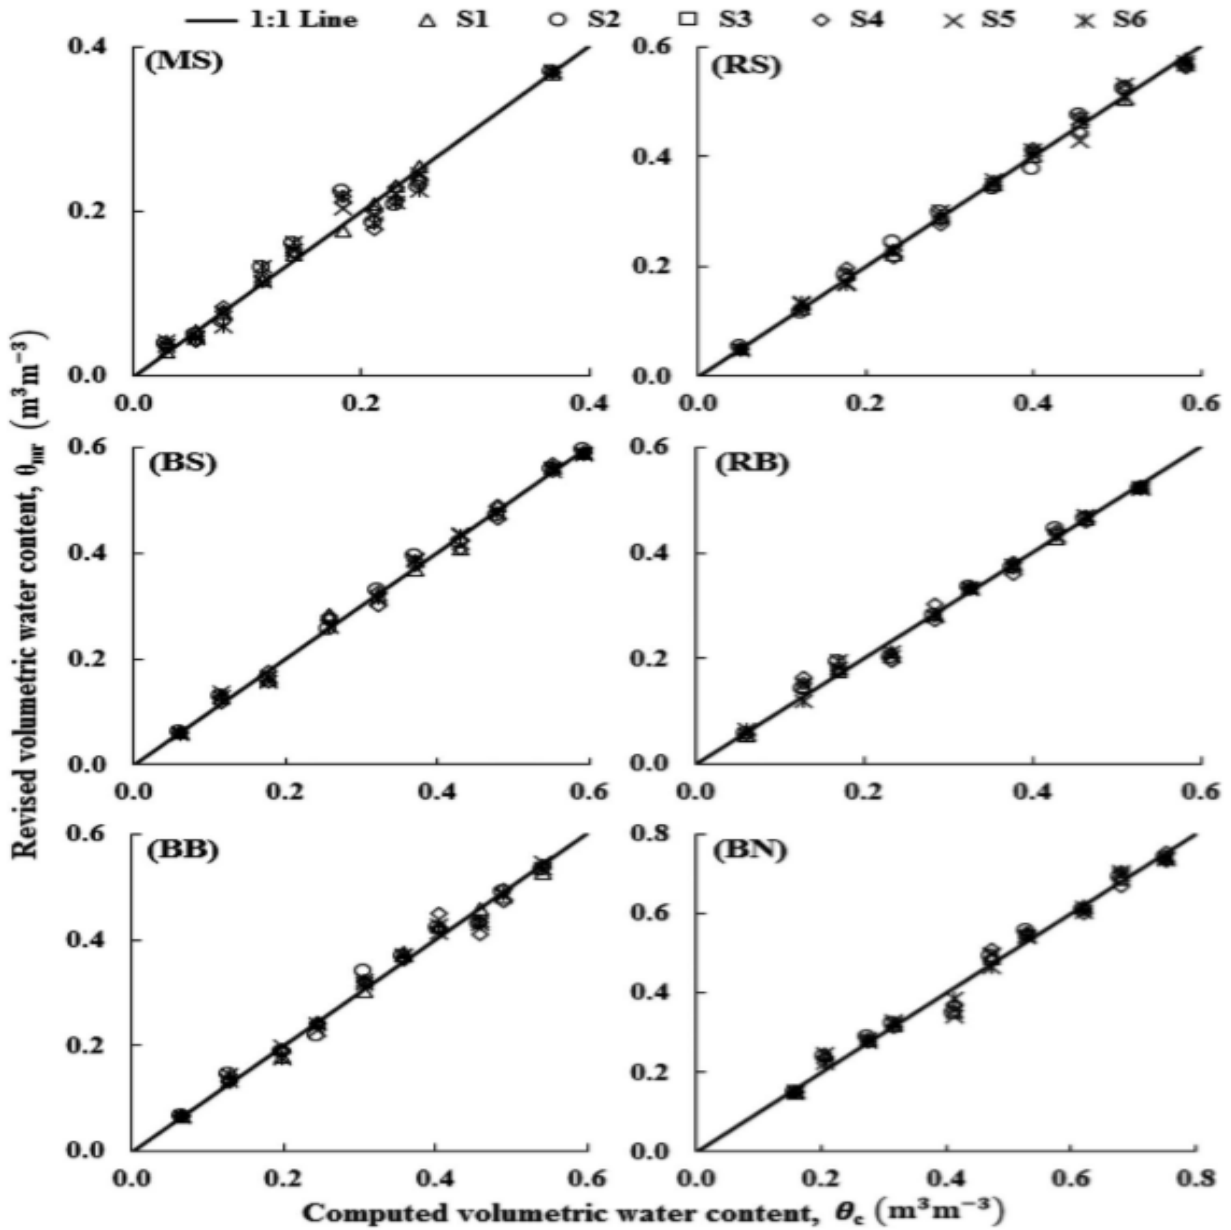 1:1 Line S1 S2 S3 S4 S5 S6
(MS)
0.4
0.2
0.0
0.0 0.2 0.4
(RS)
0.6
0.4
0.2
0.0
0.0 0.2 0.4 0.6
(BS)
0.6
0.4
0.2
0.0
0.0 0.2 0.4 0.6
(RB)
0.6
0.4
0.2
0.0
0.0 0.2 0.4 0.6
(BB)
0.6
0.4
0.2
0.0
0.0 0.2 0.4 0.6
(BN)
0.8
0.6
0.4
0.2
0.0
0.0 0.2 0.4 0.6 0.8
Revised volumetric water content, θmr (m³m⁻³)
Computed volumetric water content, θc (m³m⁻³)